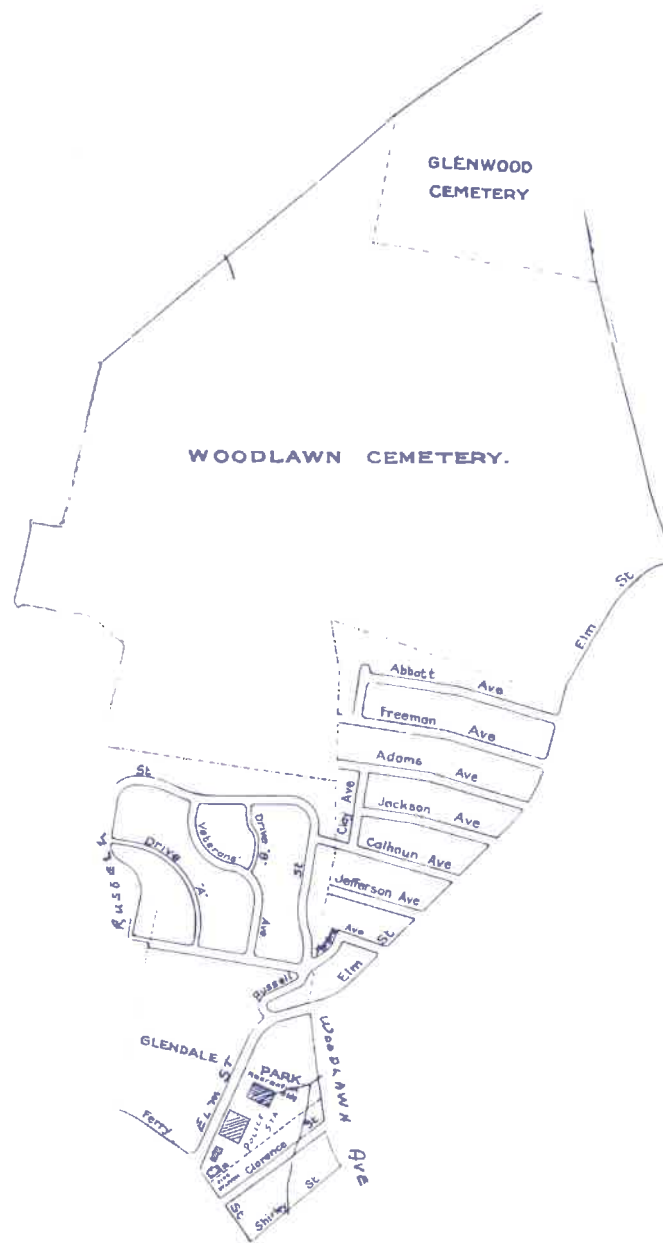 GLENWOOD
CEMETERY
WOODLAWN CEMETERY.
Elm St
Abbott Ave
Freeman Ave
Adams Ave
Clay Ave
Jackson Ave
Calhoun Ave
Jefferson Ave
Ave
St
Veterans'
Drive "B"
Drive "A"
Ave
St
Russell
Russell
Elm St
GLENDALE
ELM ST
WOODLAWN AVE
PARK
POLICE STA
Clarence St
Ferry
St
Shirley St